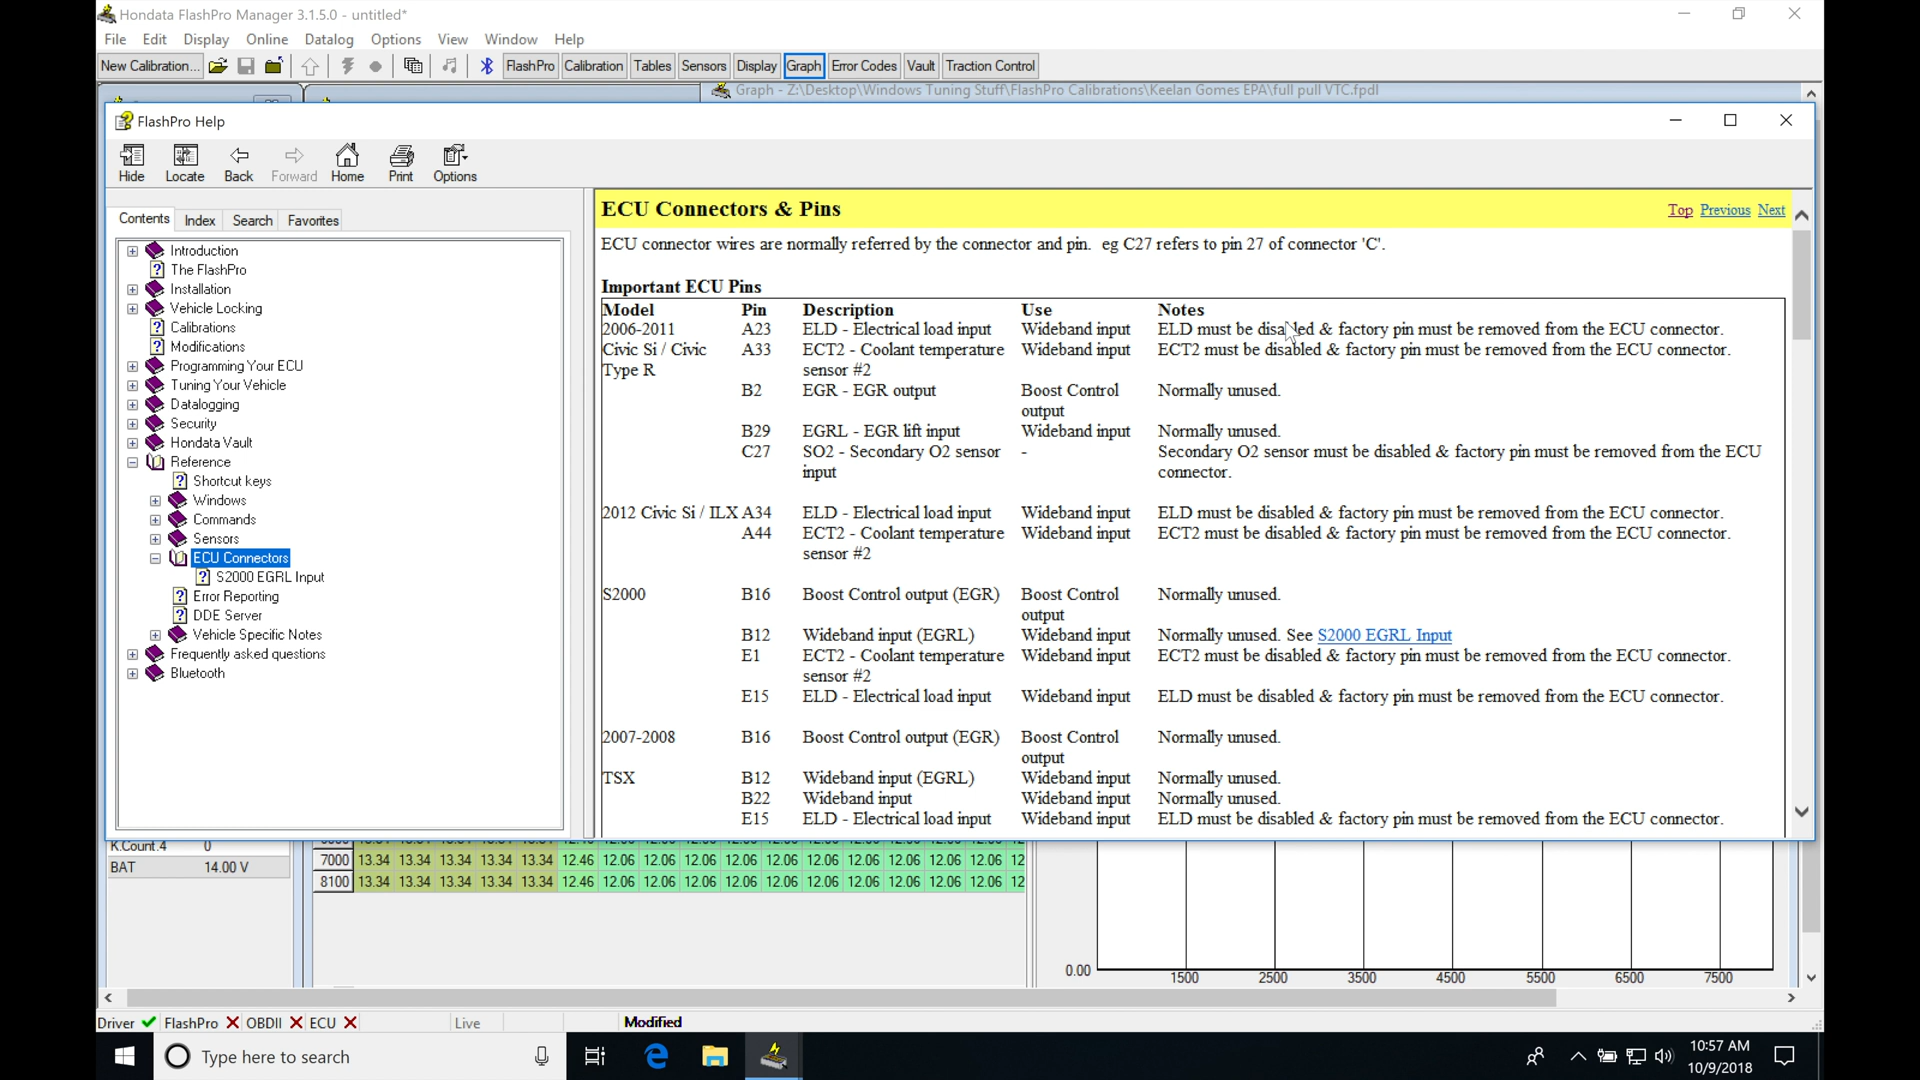 Hondata FlashPro Manager 3.1.5.0 - untitled*
File Edit Display Online Datalog Options View Window Help
New Calibration... FlashPro Calibration Tables Sensors Display Graph Error Codes Vault Traction Control
Graph - Z:\Desktop\Windows Tuning Stuff\FlashPro Calibrations\Keelan Gomes EPA\full pull VTC.fpdl
FlashPro Help
Hide Locate Back Forward Home Print Options
Contents Index Search Favorites
Introduction
The FlashPro
Installation
Vehicle Locking
Calibrations
Modifications
Programming Your ECU
Tuning Your Vehicle
Datalogging
Security
Hondata Vault
Reference
Shortcut keys
Windows
Commands
Sensors
ECU Connectors
S2000 EGRL Input
Error Reporting
DDE Server
Vehicle Specific Notes
Frequently asked questions
Bluetooth
ECU Connectors & Pins
Top Previous Next
ECU connector wires are normally referred by the connector and pin. eg C27 refers to pin 27 of connector 'C'.
Important ECU Pins
Model Pin Description Use Notes
2006-2011 A23 ELD - Electrical load input Wideband input ELD must be disabled & factory pin must be removed from the ECU connector.
Civic Si / Civic A33 ECT2 - Coolant temperature Wideband input ECT2 must be disabled & factory pin must be removed from the ECU connector.
Type R sensor #2
B2 EGR - EGR output Boost Control Normally unused.
output
B29 EGRL - EGR lift input Wideband input Normally unused.
C27 SO2 - Secondary O2 sensor - Secondary O2 sensor must be disabled & factory pin must be removed from the ECU
input connector.
2012 Civic Si / ILX A34 ELD - Electrical load input Wideband input ELD must be disabled & factory pin must be removed from the ECU connector.
A44 ECT2 - Coolant temperature Wideband input ECT2 must be disabled & factory pin must be removed from the ECU connector.
sensor #2
S2000 B16 Boost Control output (EGR) Boost Control Normally unused.
output
B12 Wideband input (EGRL) Wideband input Normally unused. See S2000 EGRL Input
E1 ECT2 - Coolant temperature Wideband input ECT2 must be disabled & factory pin must be removed from the ECU connector.
sensor #2
E15 ELD - Electrical load input Wideband input ELD must be disabled & factory pin must be removed from the ECU connector.
2007-2008 B16 Boost Control output (EGR) Boost Control Normally unused.
output
TSX B12 Wideband input (EGRL) Wideband input Normally unused.
B22 Wideband input Wideband input Normally unused.
E15 ELD - Electrical load input Wideband input ELD must be disabled & factory pin must be removed from the ECU connector.
K.Count.4 0
BAT 14.00 V
7000 13.34 13.34 13.34 13.34 13.34 12.46 12.06 12.06 12.06 12.06 12.06 12.06 12.06 12.06 12.06 12.06 12
8100 13.34 13.34 13.34 13.34 13.34 12.46 12.06 12.06 12.06 12.06 12.06 12.06 12.06 12.06 12.06 12.06 12
0.00
1500 2500 3500 4500 5500 6500 7500
Driver FlashPro OBDII ECU Live Modified
Type here to search
10:57 AM
10/9/2018